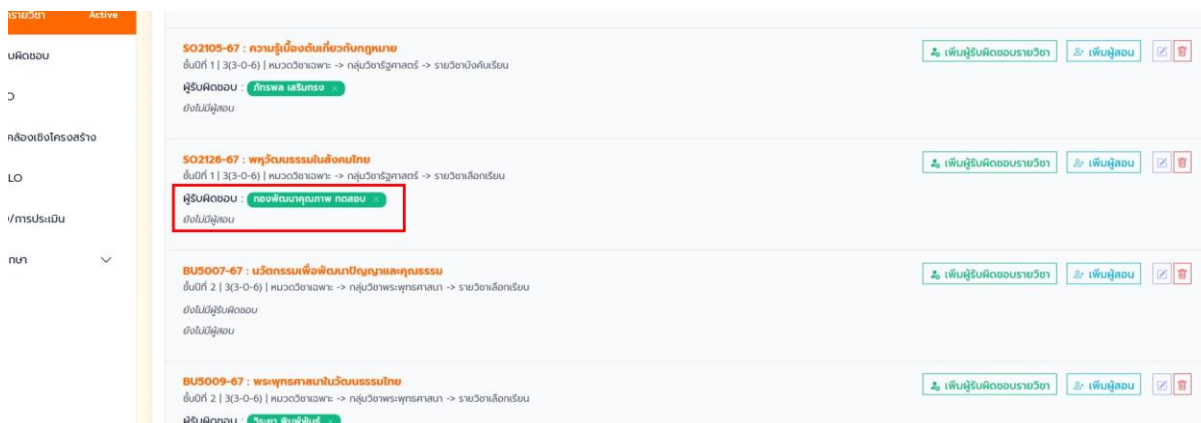 Active
SO2105-67 : ความรู้เบื้องต้นเกี่ยวกับกฎหมาย
ชั้นปีที่ 1 | 3(3-0-6) | หมวดวิชาเฉพาะ -> กลุ่มวิชารัฐศาสตร์ -> รายวิชาบังคับเรียน
เพิ่มผู้รับผิดชอบรายวิชา
เพิ่มผู้สอน
ผู้รับผิดชอบ : ภัทรพล เสริมทรง ×
ยังไม่มีผู้สอน
SO2126-67 : พหุวัฒนธรรมในสังคมไทย
ชั้นปีที่ 1 | 3(3-0-6) | หมวดวิชาเฉพาะ -> กลุ่มวิชารัฐศาสตร์ -> รายวิชาเลือกเรียน
เพิ่มผู้รับผิดชอบรายวิชา
เพิ่มผู้สอน
ผู้รับผิดชอบ : กองพัฒนาคุณภาพ ทดสอบ ×
ยังไม่มีผู้สอน
BU5007-67 : นวัตกรรมเพื่อพัฒนาปัญญาและคุณธรรม
ชั้นปีที่ 2 | 3(3-0-6) | หมวดวิชาเฉพาะ -> กลุ่มวิชาพระพุทธศาสนา -> รายวิชาเลือกเรียน
เพิ่มผู้รับผิดชอบรายวิชา
เพิ่มผู้สอน
ยังไม่มีผู้รับผิดชอบ
ยังไม่มีผู้สอน
BU5009-67 : พระพุทธศาสนาในวัฒนธรรมไทย
ชั้นปีที่ 2 | 3(3-0-6) | หมวดวิชาเฉพาะ -> กลุ่มวิชาพระพุทธศาสนา -> รายวิชาเลือกเรียน
เพิ่มผู้รับผิดชอบรายวิชา
เพิ่มผู้สอน
ผู้รับผิดชอบ :